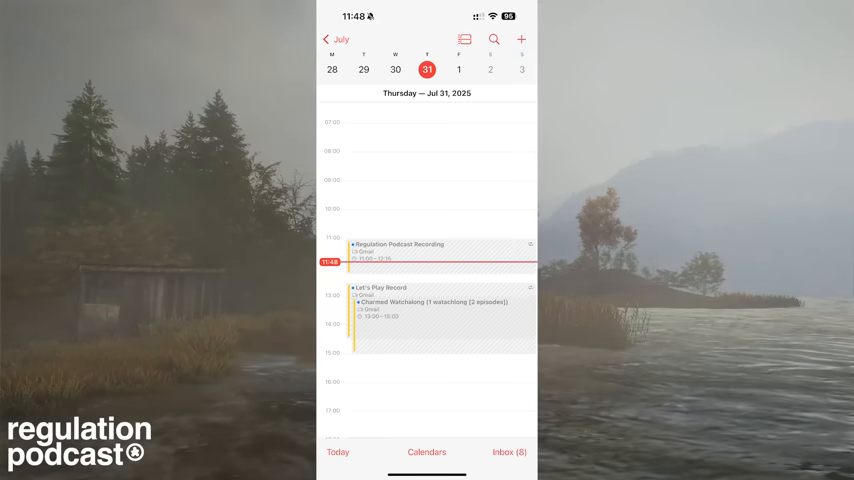 11:48
95
July
M T W T F S S
28 29 30 31 1 2 3
Thursday — Jul 31, 2025
07:00
08:00
09:00
10:00
11:00
Regulation Podcast Recording
Gmail
11:00 – 12:15
11:48
Let's Play Record
Gmail
13:00
Charmed Watchalong (1 watachlong [2 episodes])
Gmail
13:00 – 15:00
14:00
15:00
16:00
17:00
Today Calendars Inbox (8)
regulation
podcast